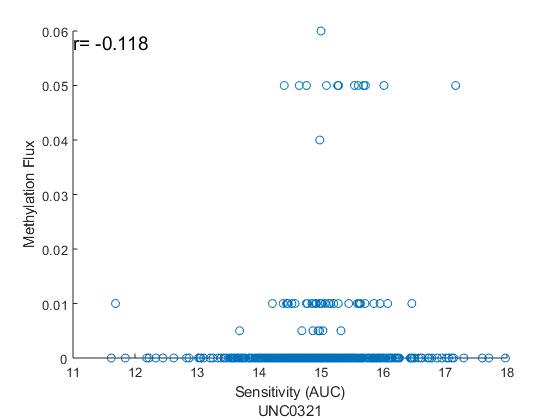 r= -0.118
Methylation Flux
0.06
0.05
0.04
0.03
0.02
0.01
0
11 12 13 14 15 16 17 18
Sensitivity (AUC)
UNC0321